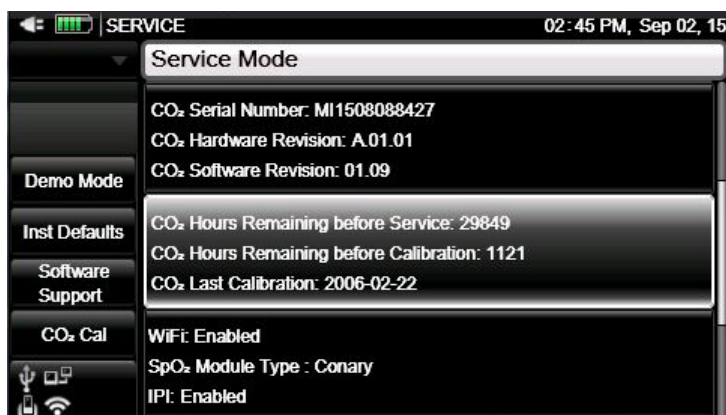 SERVICE 02:45 PM, Sep 02, 15
Service Mode
CO₂ Serial Number: MI1508088427
CO₂ Hardware Revision: A.01.01
CO₂ Software Revision: 01.09
Demo Mode
Inst Defaults
CO₂ Hours Remaining before Service: 29849
CO₂ Hours Remaining before Calibration: 1121
CO₂ Last Calibration: 2006-02-22
Software
Support
CO₂ Cal
WiFi: Enabled
SpO₂ Module Type : Conary
IPI: Enabled